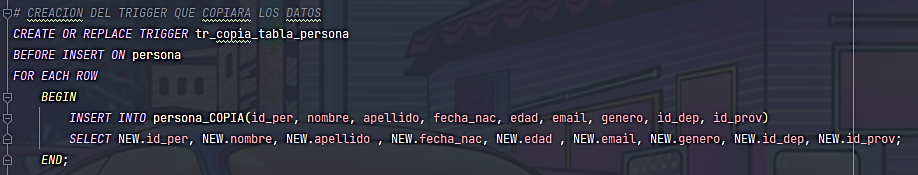 # CREACION DEL TRIGGER QUE COPIARA LOS DATOS
CREATE OR REPLACE TRIGGER tr_copia_tabla_persona
BEFORE INSERT ON persona
FOR EACH ROW
BEGIN
INSERT INTO persona_COPIA(id_per, nombre, apellido, fecha_nac, edad, email, genero, id_dep, id_prov)
SELECT NEW.id_per, NEW.nombre, NEW.apellido , NEW.fecha_nac, NEW.edad , NEW.email, NEW.genero, NEW.id_dep, NEW.id_prov;
END;